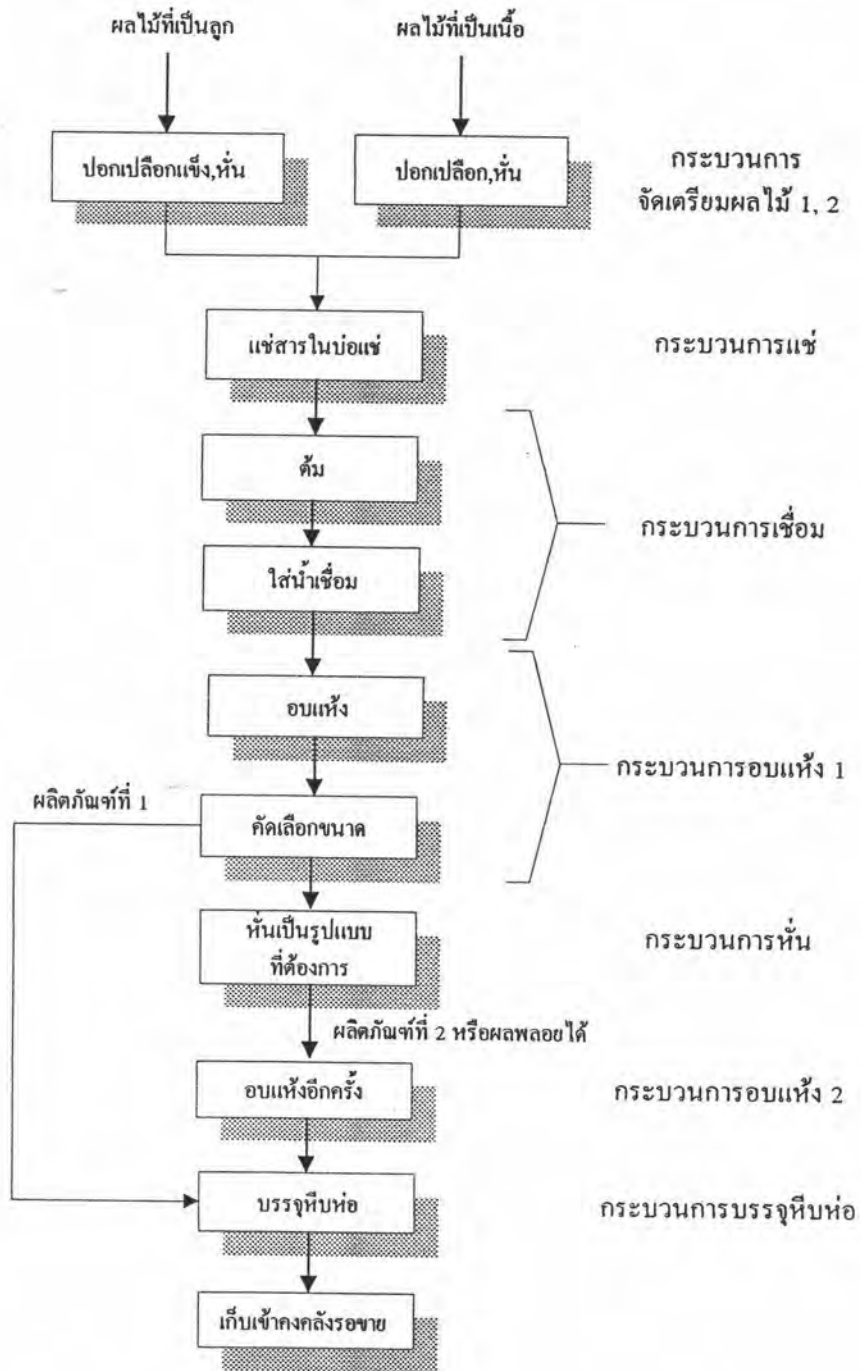 ผลไม้ที่เป็นลูก
ผลไม้ที่เป็นเนื้อ
ปอกเปลือกแข็ง,หั่น
ปอกเปลือก,หั่น
กระบวนการ
จัดเตรียมผลไม้ 1, 2
แช่สารในบ่อแช่
กระบวนการแช่
ต้ม
ใส่น้ำเชื่อม
กระบวนการเชื่อม
อบแห้ง
กระบวนการอบแห้ง 1
ผลิตภัณฑ์ที่ 1
คัดเลือกขนาด
หั่นเป็นรูปแบบ
ที่ต้องการ
กระบวนการหั่น
ผลิตภัณฑ์ที่ 2 หรือผลพลอยได้
อบแห้งอีกครั้ง
กระบวนการอบแห้ง 2
บรรจุหีบห่อ
กระบวนการบรรจุหีบห่อ
เก็บเข้าคงคลังรอขาย